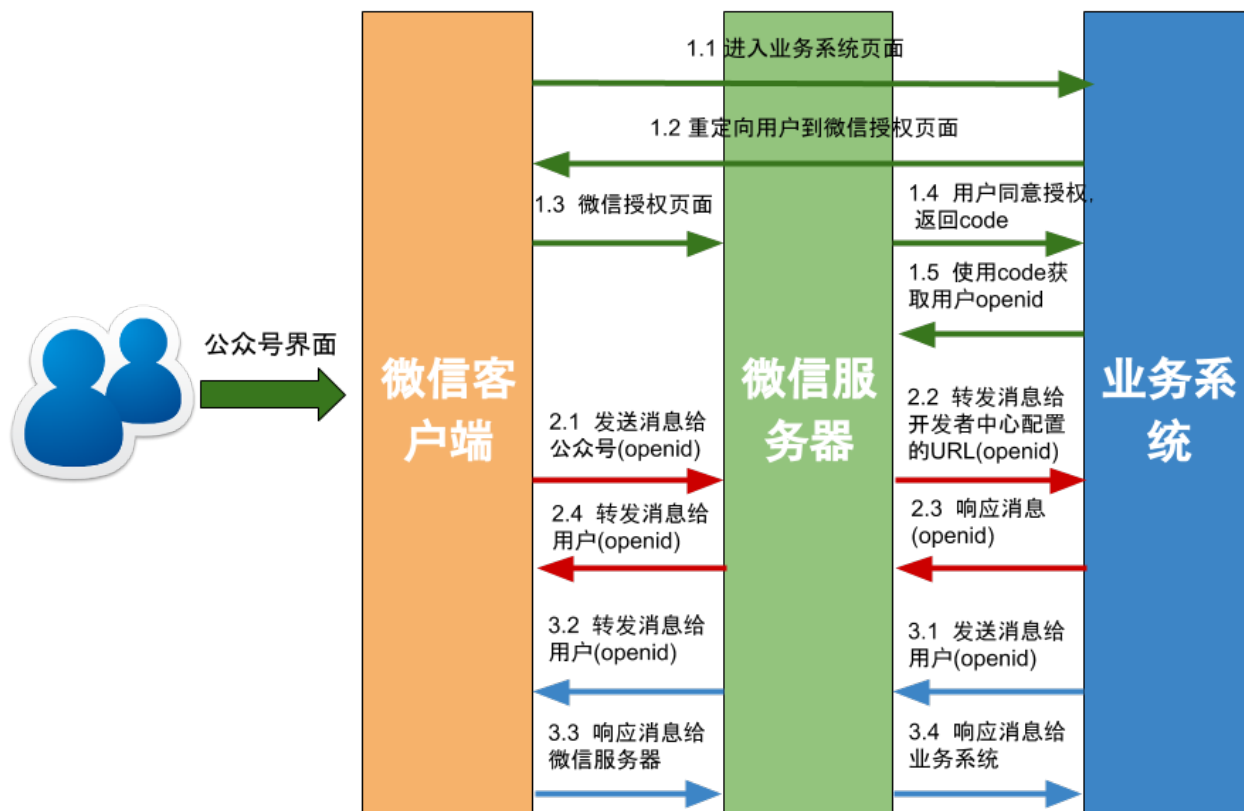 1.1 进入业务系统页面
1.2 重定向用户到微信授权页面
1.3 微信授权页面
1.4 用户同意授权，
返回code
1.5 使用code获
取用户openid
公众号界面
微信客
户端
微信服
务器
业务系
统
2.1 发送消息给
公众号(openid)
2.2 转发消息给
开发者中心配置
的URL(openid)
2.4 转发消息给
用户(openid)
2.3 响应消息
(openid)
3.2 转发消息给
用户(openid)
3.1 发送消息给
用户(openid)
3.3 响应消息给
微信服务器
3.4 响应消息给
业务系统